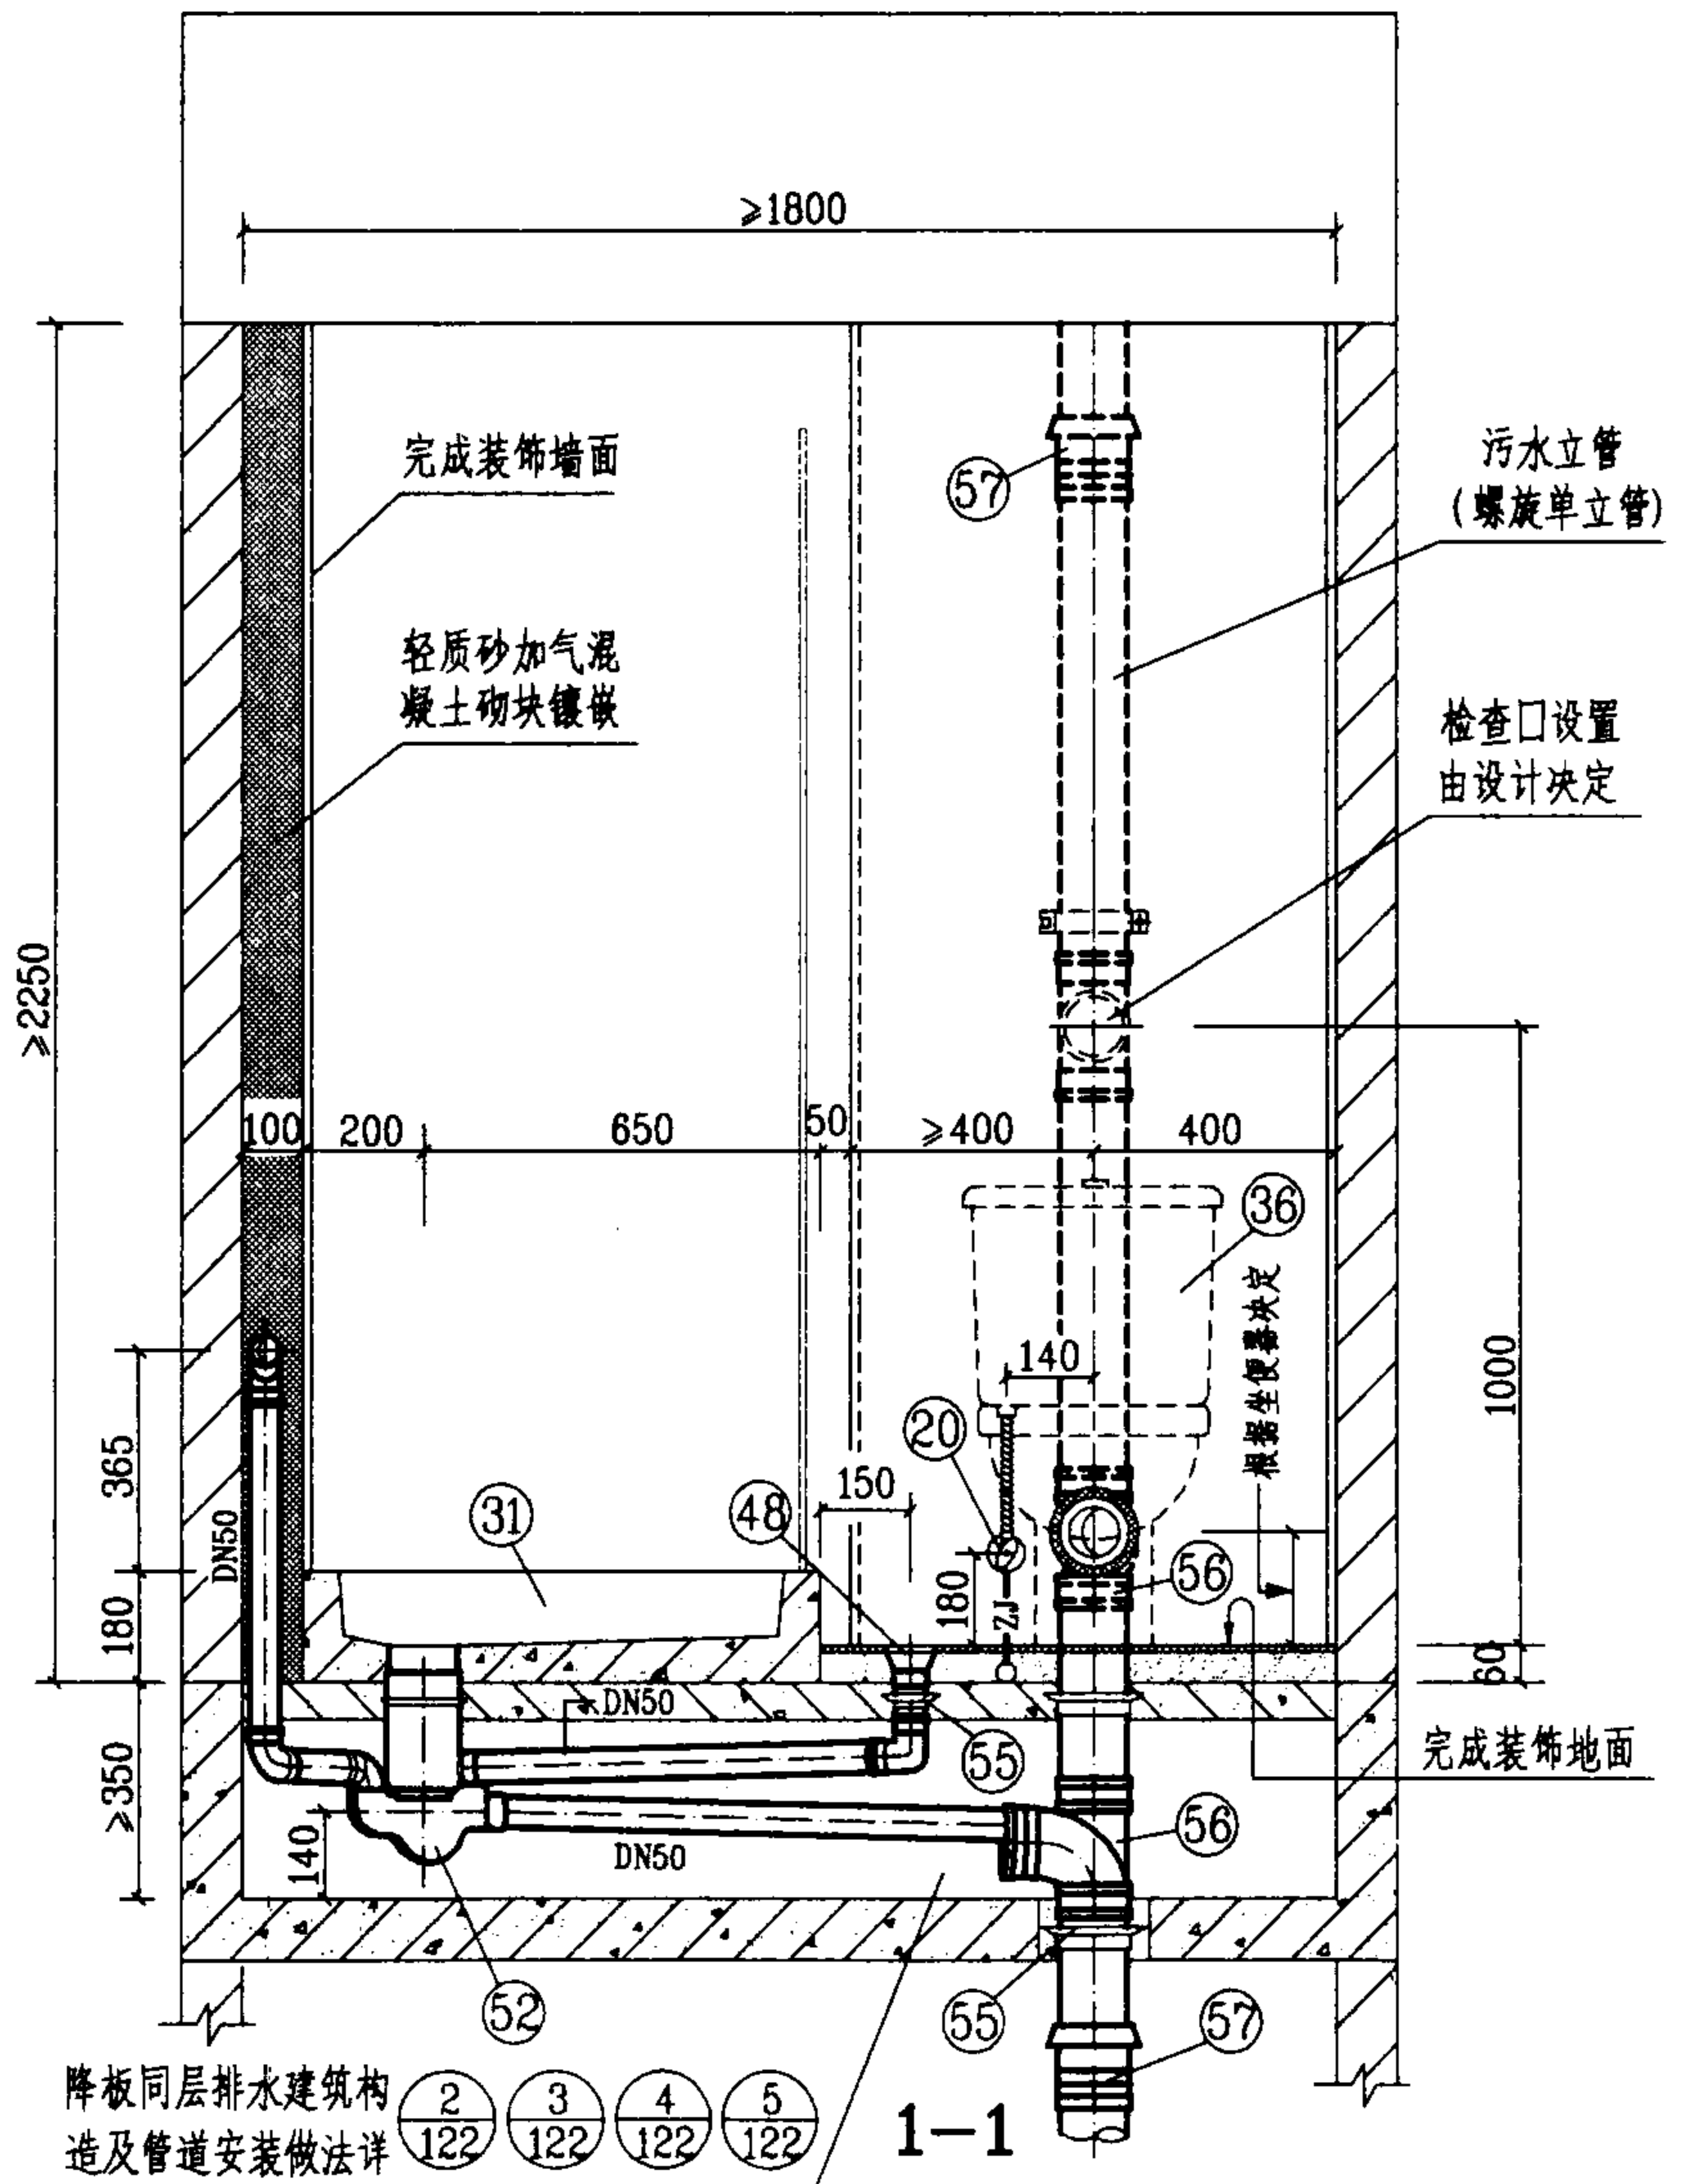 ≥1800
完成装饰墙面
57
污水立管
(螺旋单立管)
轻质砂加气混
凝土砌块镶嵌
检查口设置
由设计决定
≥2250
100
200
650
50
≥400
400
36
根据坐便器决定
1000
140
20
150
48
365
DN50
31
180
180
ZJ
56
60
DN50
55
完成装饰地面
≥350
140
DN50
56
52
55
57
降板同层排水建筑构
造及管道安装做法详
2
122
3
122
4
122
5
122
1-1